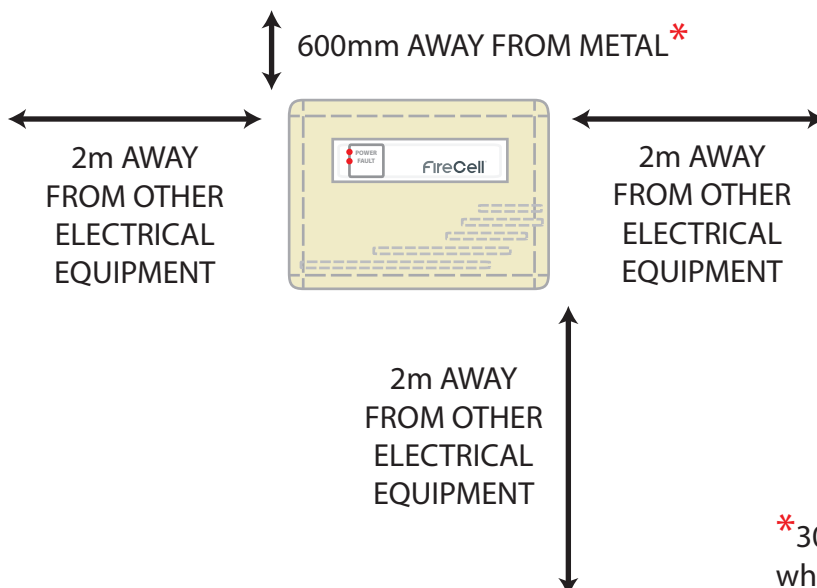 600mm AWAY FROM METAL*
2m AWAY
FROM OTHER
ELECTRICAL
EQUIPMENT
POWER
FAULT
FireCell
2m AWAY
FROM OTHER
ELECTRICAL
EQUIPMENT
2m AWAY
FROM OTHER
ELECTRICAL
EQUIPMENT
*